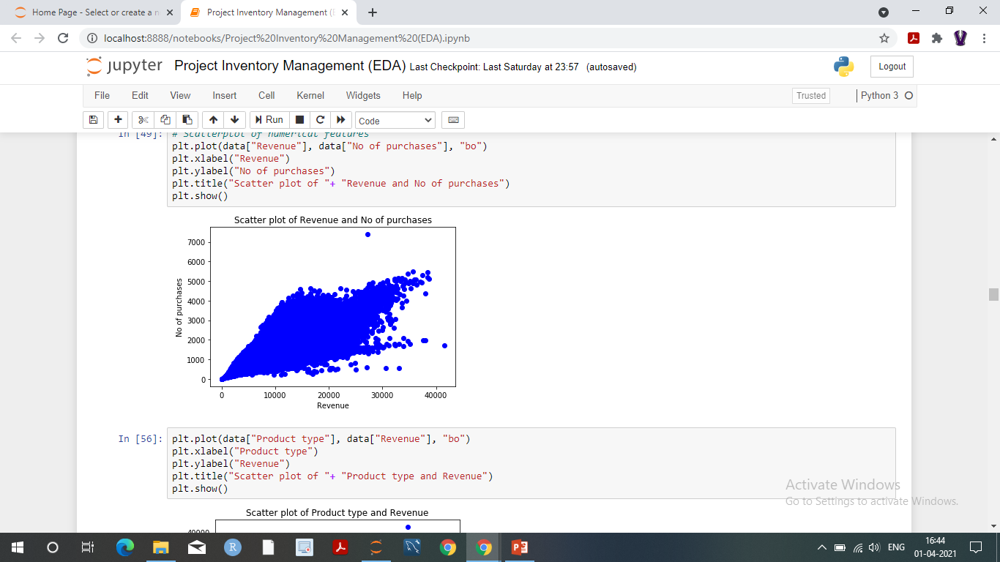 Home Page - Select or create a n
Project Inventory Management (E
localhost:8888/notebooks/Project%20Inventory%20Management%20(EDA).ipynb
jupyter Project Inventory Management (EDA) Last Checkpoint: Last Saturday at 23:57 (autosaved)
Logout
File Edit View Insert Cell Kernel Widgets Help
Trusted
Python 3
Run
Code
In [49]: # Scatterplot of numerical features
plt.plot(data["Revenue"], data["No of purchases"], "bo")
plt.xlabel("Revenue")
plt.ylabel("No of purchases")
plt.title("Scatter plot of "+ "Revenue and No of purchases")
plt.show()
Scatter plot of Revenue and No of purchases
7000
6000
5000
4000
3000
2000
1000
0
No of purchases
0 10000 20000 30000 40000
Revenue
In [56]: plt.plot(data["Product type"], data["Revenue"], "bo")
plt.xlabel("Product type")
plt.ylabel("Revenue")
plt.title("Scatter plot of "+ "Product type and Revenue")
plt.show()
Activate Windows
Go to Settings to activate Windows.
Scatter plot of Product type and Revenue
40000
R
P
ENG
16:44
01-04-2021